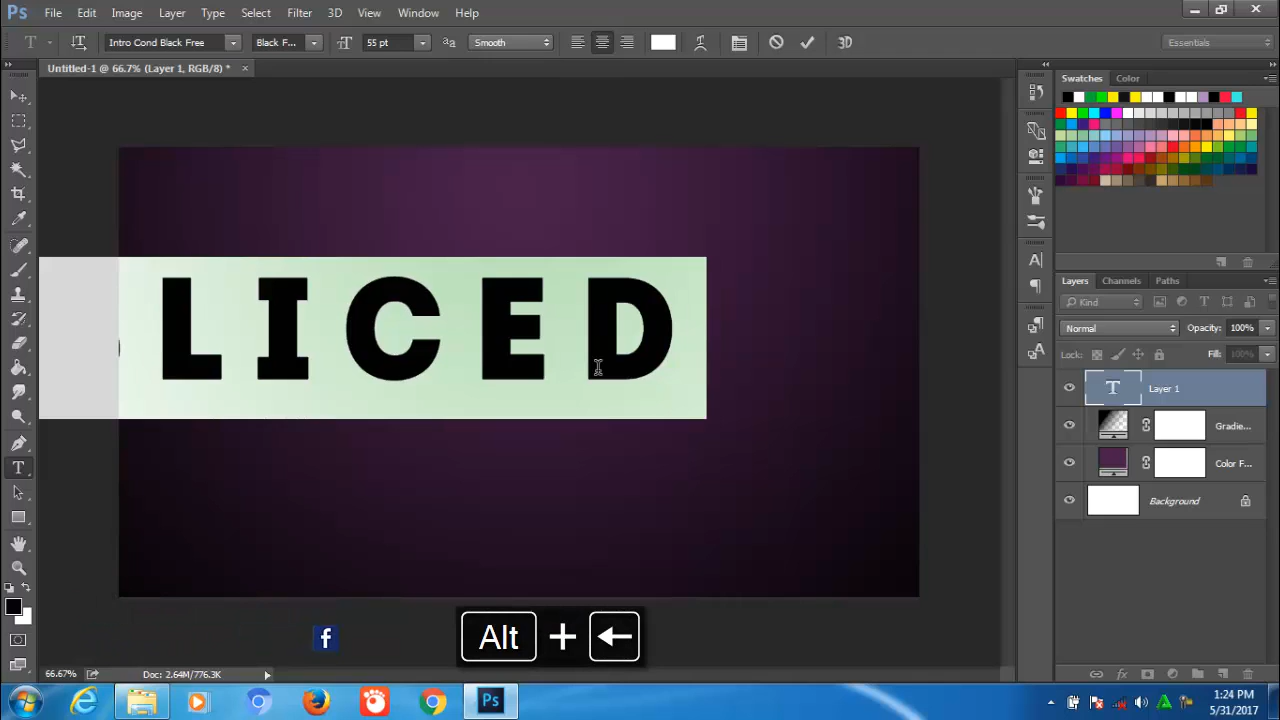 Ps File Edit Image Layer Type Select Filter 3D View Window Help
T Intro Cond Black Free Black F... 55 pt Smooth 3D Essentials
Untitled-1 @ 66.7% (Layer 1, RGB/8) * ×
Swatches Color
LICED
Layers Channels Paths
Kind
Normal Opacity: 100%
Lock: Fill: 100%
T Layer 1
Gradie...
Color F...
Background
Alt + ←
f
66.67% Doc: 2.64M/776.3K
Ps
1:24 PM
5/31/2017